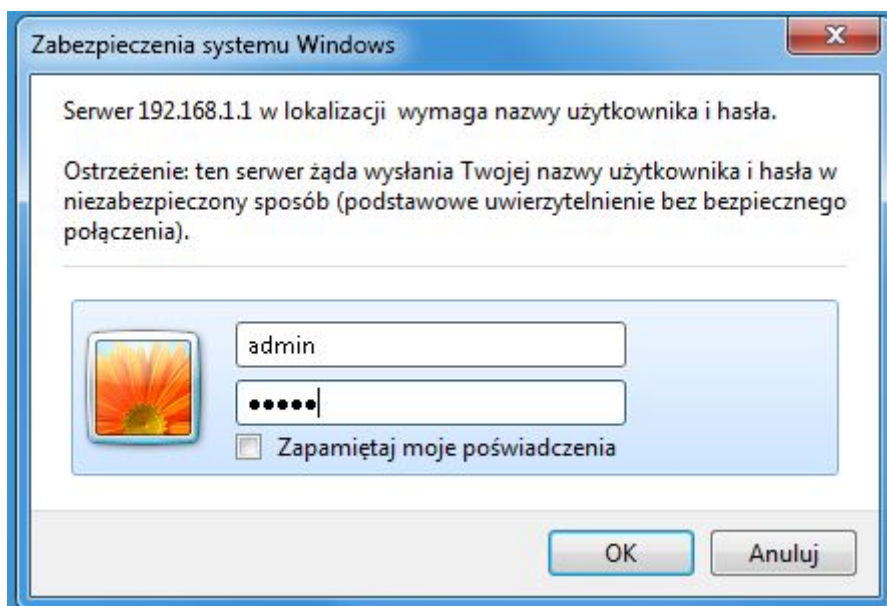 Zabezpieczenia systemu Windows
Serwer 192.168.1.1 w lokalizacji  wymaga nazwy użytkownika i hasła.
Ostrzeżenie: ten serwer żąda wysłania Twojej nazwy użytkownika i hasła w
niezabezpieczony sposób (podstawowe uwierzytelnienie bez bezpiecznego
połączenia).
admin
●●●●●
Zapamiętaj moje poświadczenia
OK Anuluj